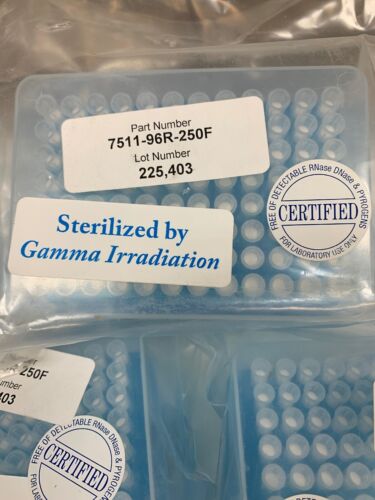 Part Number
7511-96R-250F
Lot Number
225,403
Sterilized by
Gamma Irradiation
FREE OF DETECTABLE RNase DNase & PYROGENS
CERTIFIED
FOR LABORATORY USE ONLY
250F
403
FREE OF DETECTABLE RNase DNase & PYROGENS
CERTIFIED